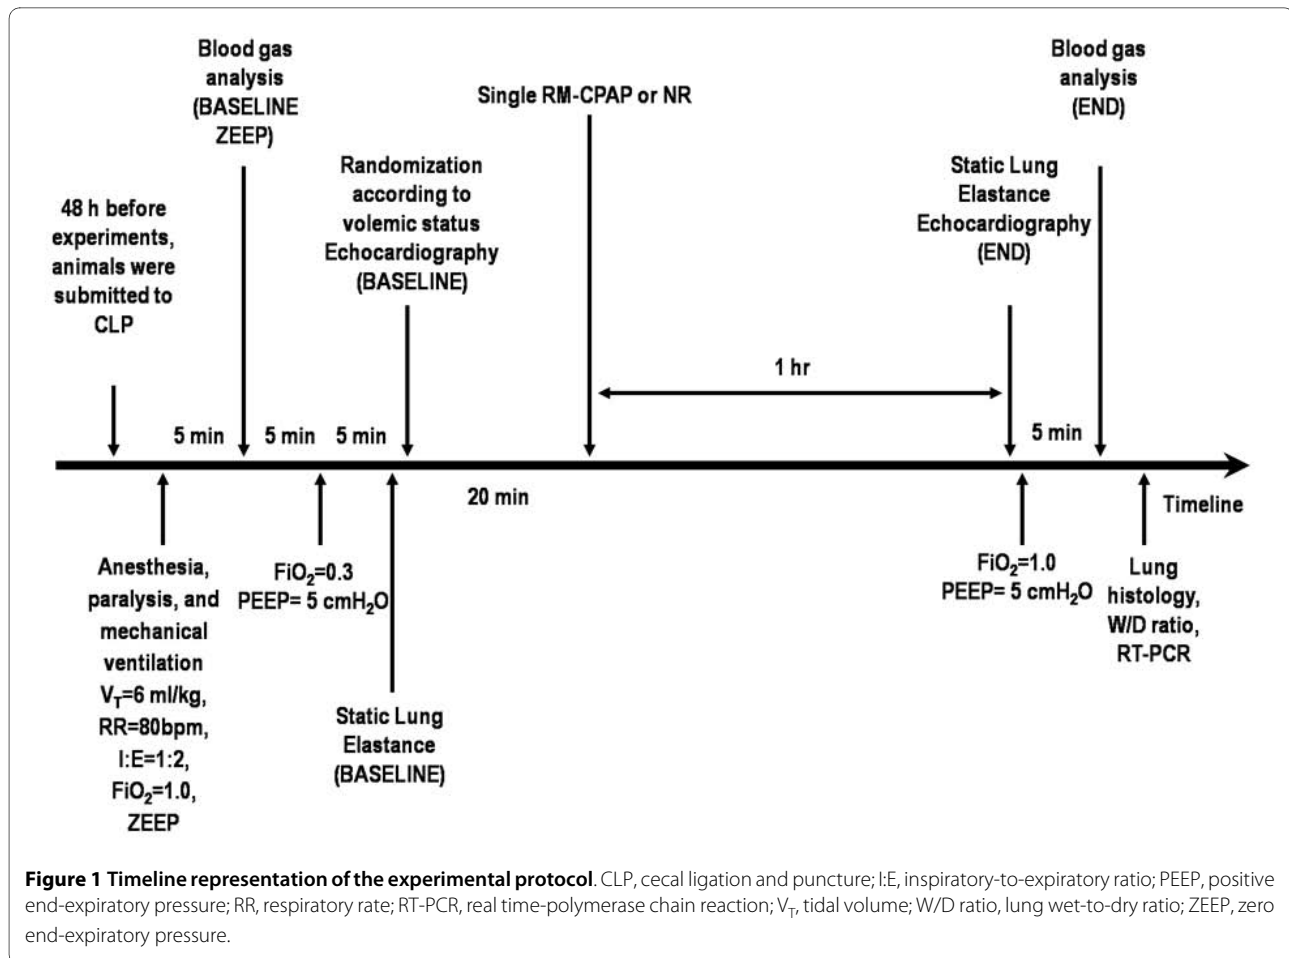 Blood gas
analysis
(BASELINE
ZEEP)
Blood gas
analysis
(END)
Single RM-CPAP or NR
Randomization
according to
volemic status
Echocardiography
(BASELINE)
Static Lung
Elastance
Echocardiography
(END)
48 h before
experiments,
animals were
submitted to
CLP
1 hr
5 min
5 min
5 min
5 min
20 min
Timeline
Anesthesia,
paralysis, and
mechanical
ventilation
V_T=6 ml/kg,
RR=80bpm,
I:E=1:2,
FiO₂=1.0,
ZEEP
FiO₂=0.3
PEEP= 5 cmH₂O
Static Lung
Elastance
(BASELINE)
FiO₂=1.0
PEEP= 5 cmH₂O
Lung
histology,
W/D ratio,
RT-PCR
Figure 1 Timeline representation of the experimental protocol. CLP, cecal ligation and puncture; I:E, inspiratory-to-expiratory ratio; PEEP, positive
end-expiratory pressure; RR, respiratory rate; RT-PCR, real time-polymerase chain reaction; V_T, tidal volume; W/D ratio, lung wet-to-dry ratio; ZEEP, zero
end-expiratory pressure.